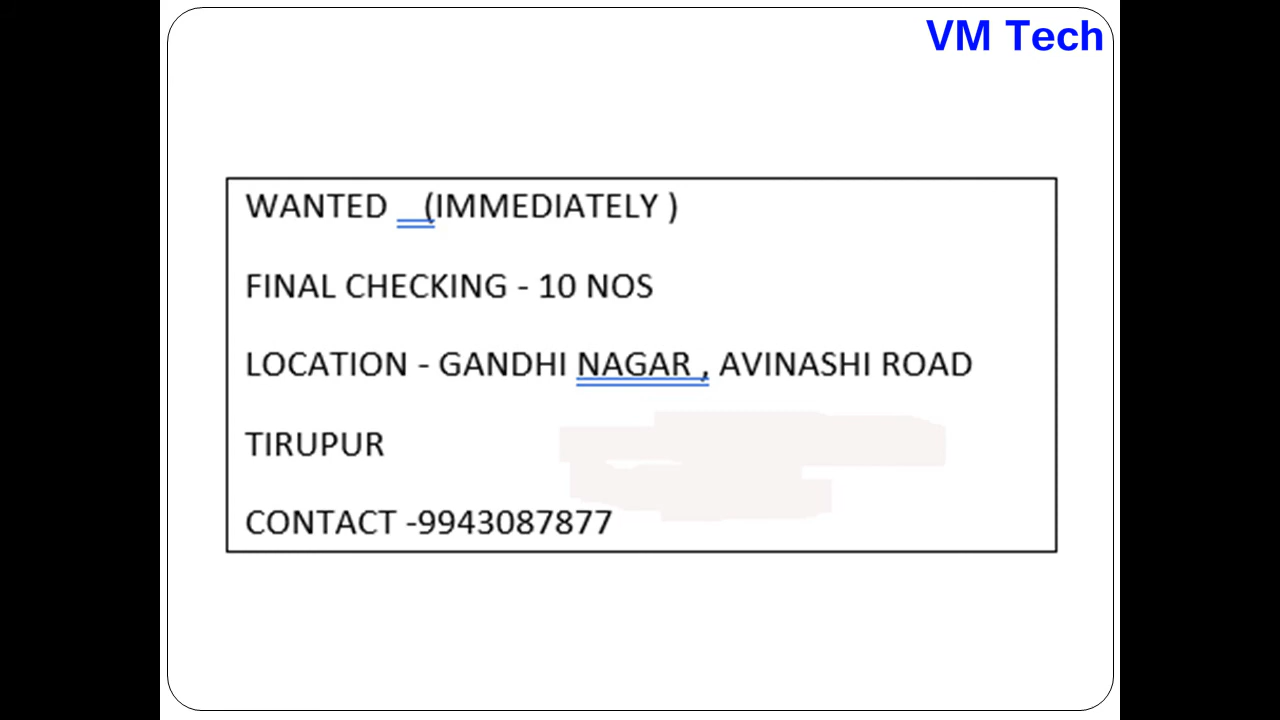 VM Tech
WANTED (IMMEDIATELY )
FINAL CHECKING - 10 NOS
LOCATION - GANDHI NAGAR , AVINASHI ROAD
TIRUPUR
CONTACT -9943087877